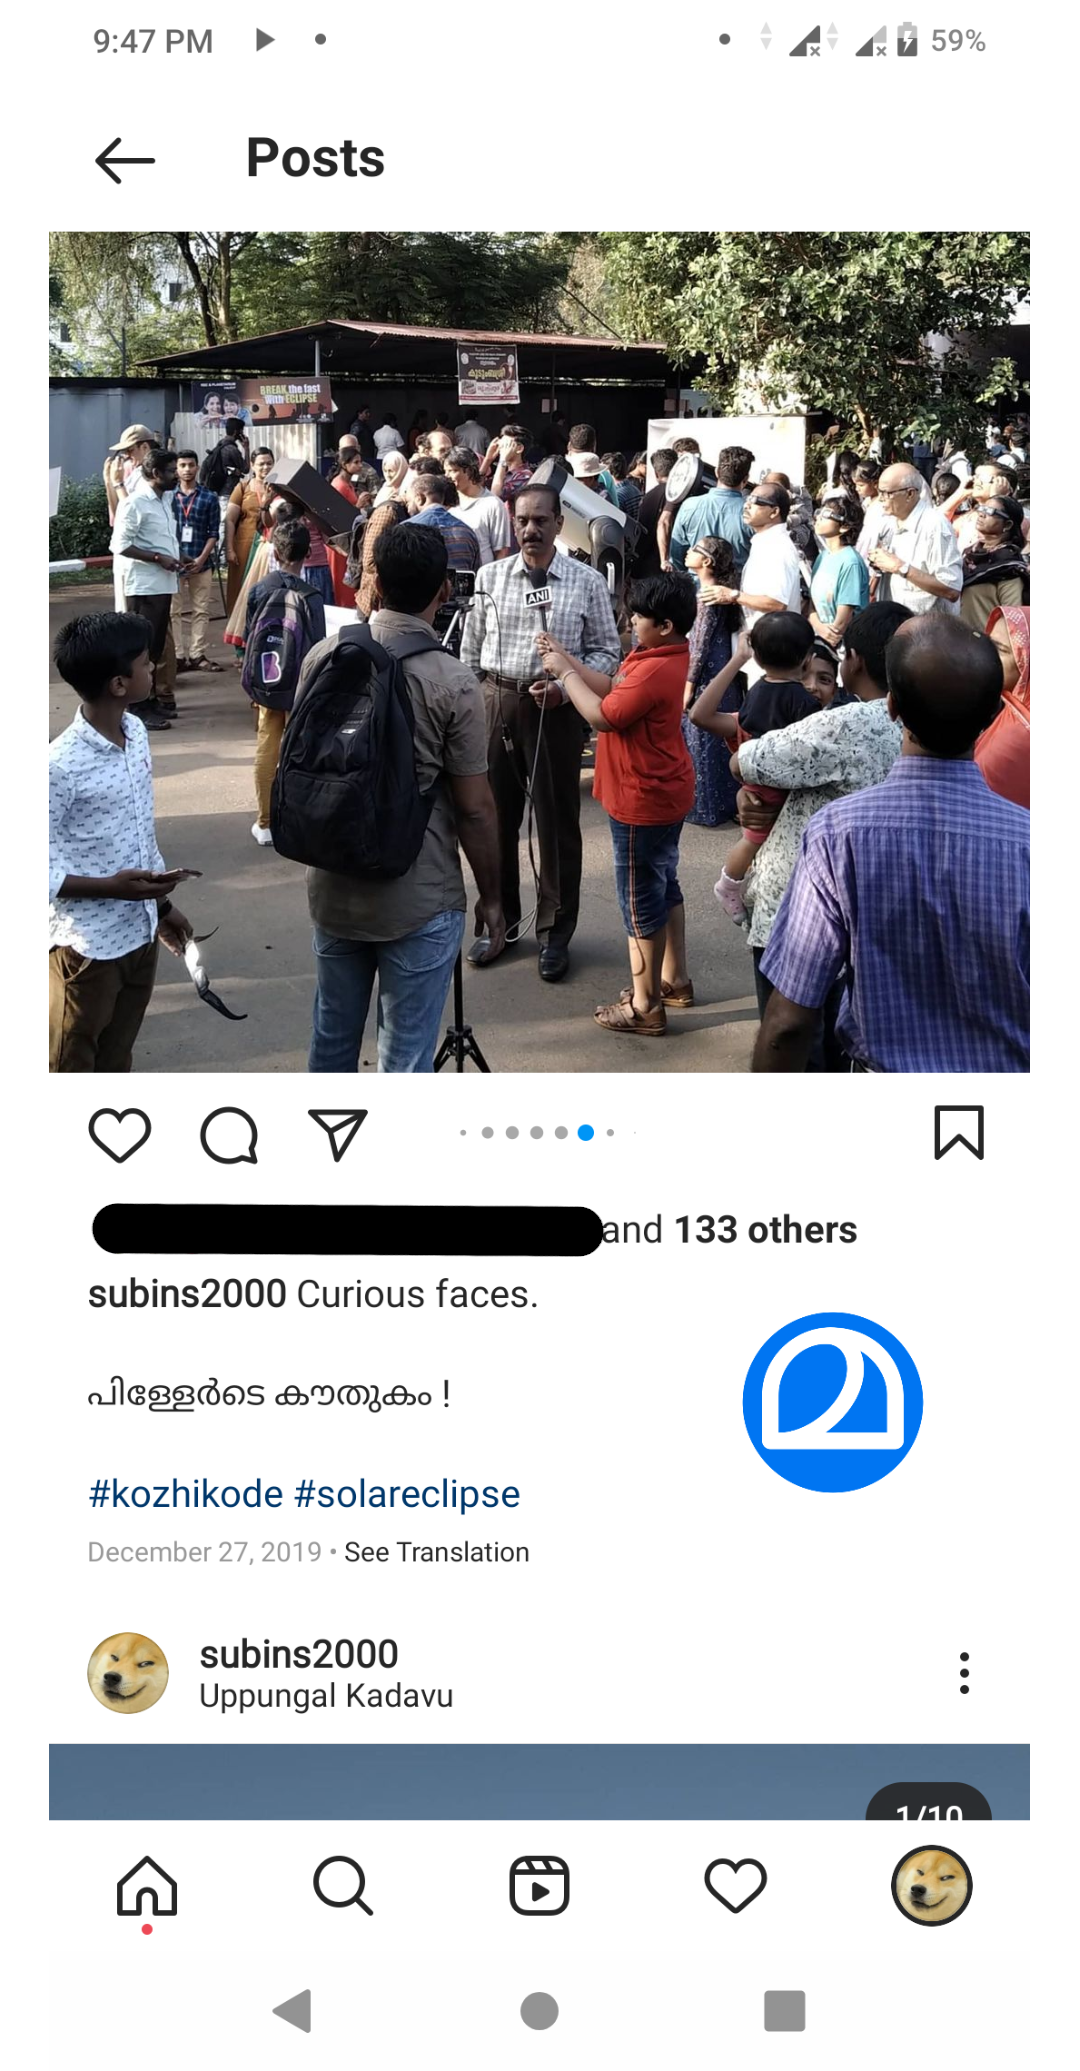 9:47 PM
59%
Posts
BREAK the fast
With ECLIPSE
കുടുംബശ്രീ
ANI
and 133 others
subins2000 Curious faces.
പിള്ളേർടെ കൗതുകം !
#kozhikode #solareclipse
December 27, 2019 • See Translation
subins2000
Uppungal Kadavu
1/10